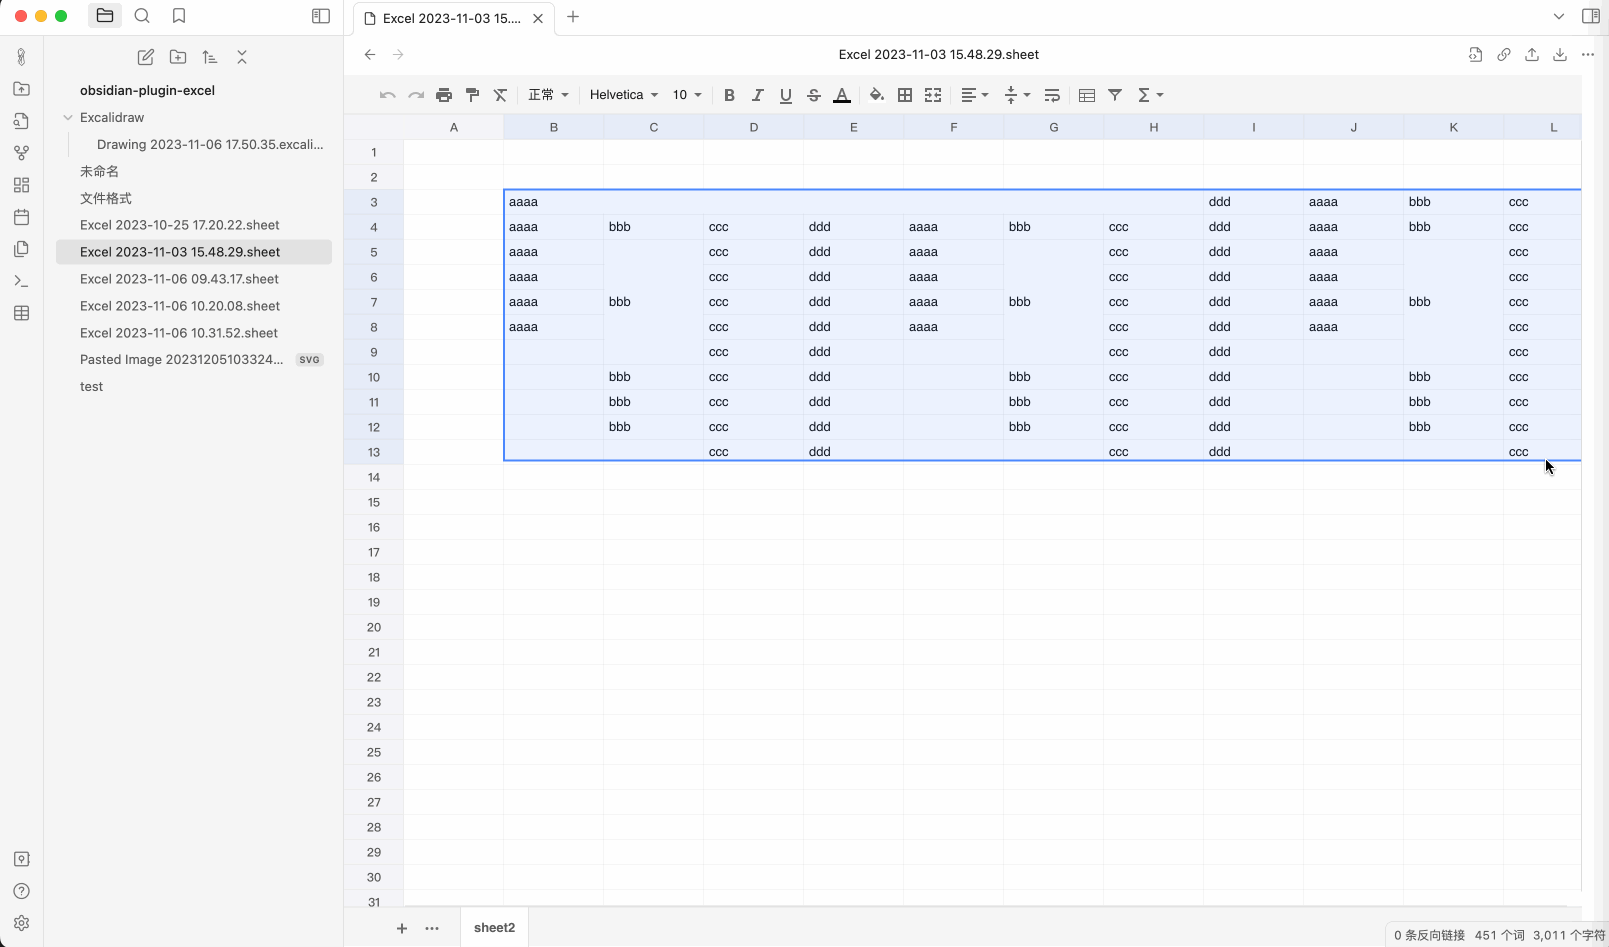 Excel 2023-11-03 15....
Excel 2023-11-03 15.48.29.sheet
obsidian-plugin-excel
Excalidraw
Drawing 2023-11-06 17.50.35.excali...
未命名
文件格式
Excel 2023-10-25 17.20.22.sheet
Excel 2023-11-03 15.48.29.sheet
Excel 2023-11-06 09.43.17.sheet
Excel 2023-11-06 10.20.08.sheet
Excel 2023-11-06 10.31.52.sheet
Pasted Image 20231205103324... SVG
test
正常 Helvetica 10 B I U S A Σ
A B C D E F G H I J K L
1
2
3 aaaa ddd aaaa bbb ccc
4 aaaa bbb ccc ddd aaaa bbb ccc ddd aaaa bbb ccc
5 aaaa ccc ddd aaaa ccc ddd aaaa ccc
6 aaaa ccc ddd aaaa ccc ddd aaaa ccc
7 aaaa bbb ccc ddd aaaa bbb ccc ddd aaaa bbb ccc
8 aaaa ccc ddd aaaa ccc ddd aaaa ccc
9 ccc ddd ccc ddd ccc
10 bbb ccc ddd bbb ccc ddd bbb ccc
11 bbb ccc ddd bbb ccc ddd bbb ccc
12 bbb ccc ddd bbb ccc ddd bbb ccc
13 ccc ddd ccc ddd ccc
14
15
16
17
18
19
20
21
22
23
24
25
26
27
28
29
30
31
sheet2
0 条反向链接 451 个词 3,011 个字符